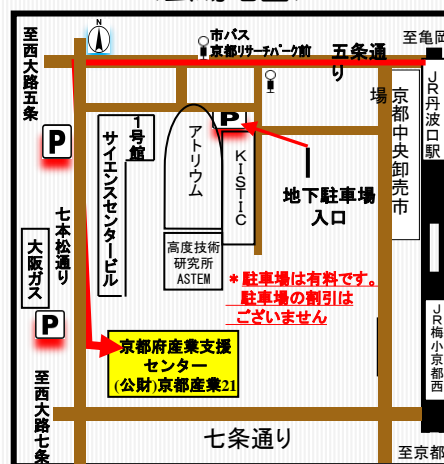 N
市バス
京都リサーチパーク前
五条通り
至亀岡
至西大路五条
JR丹波口駅
京都中央卸売市場
P
1号館
サイエンスセンタービル
アトリウム
P
KISTIC
地下駐車場
入口
七本松通り
大阪ガス
高度技術
研究所
ASTEM
*駐車場は有料です。
駐車場の割引は
ございません
P
JR梅小京都西
京都府産業支援
センター
(公財)京都産業21
至西大路七条
七条通り
至京都